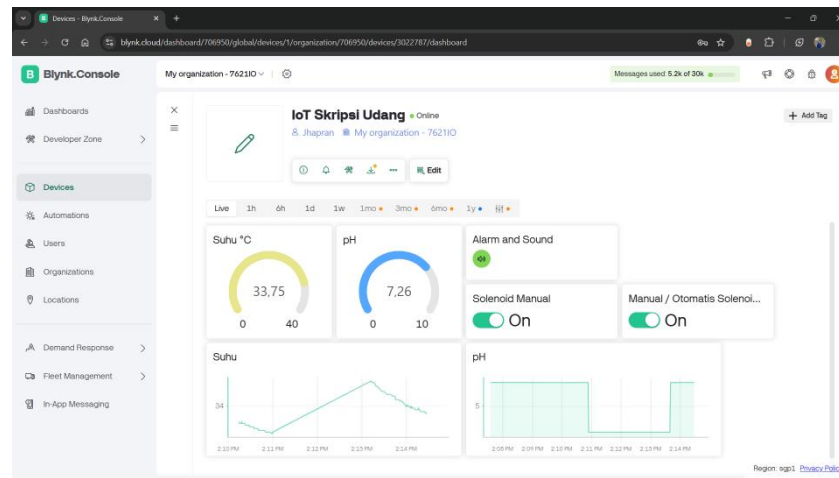 Devices - Blynk.Console
blynk.cloud/dashboard/706950/global/devices/1/organization/706950/devices/3022787/dashboard
B Blynk.Console
My organization - 7621IO
Messages used: 5.2k of 30k
Dashboards
Developer Zone
Devices
Automations
Users
Organizations
Locations
Demand Response
Fleet Management
In-App Messaging
IoT Skripsi Udang Online
Jhapran My organization - 7621IO
Add Tag
Edit
Live 1h 6h 1d 1w 1mo 3mo 6mo 1y
Suhu °C
33,75
0 40
pH
7,26
0 10
Alarm and Sound
Solenoid Manual
On
Manual / Otomatis Solenoi...
On
Suhu
34
2:10 PM 2:11 PM 2:12 PM 2:13 PM 2:14 PM
pH
5
2:08 PM 2:09 PM 2:10 PM 2:11 PM 2:12 PM 2:13 PM 2:14 PM
Region: sgp1 Privacy Polic